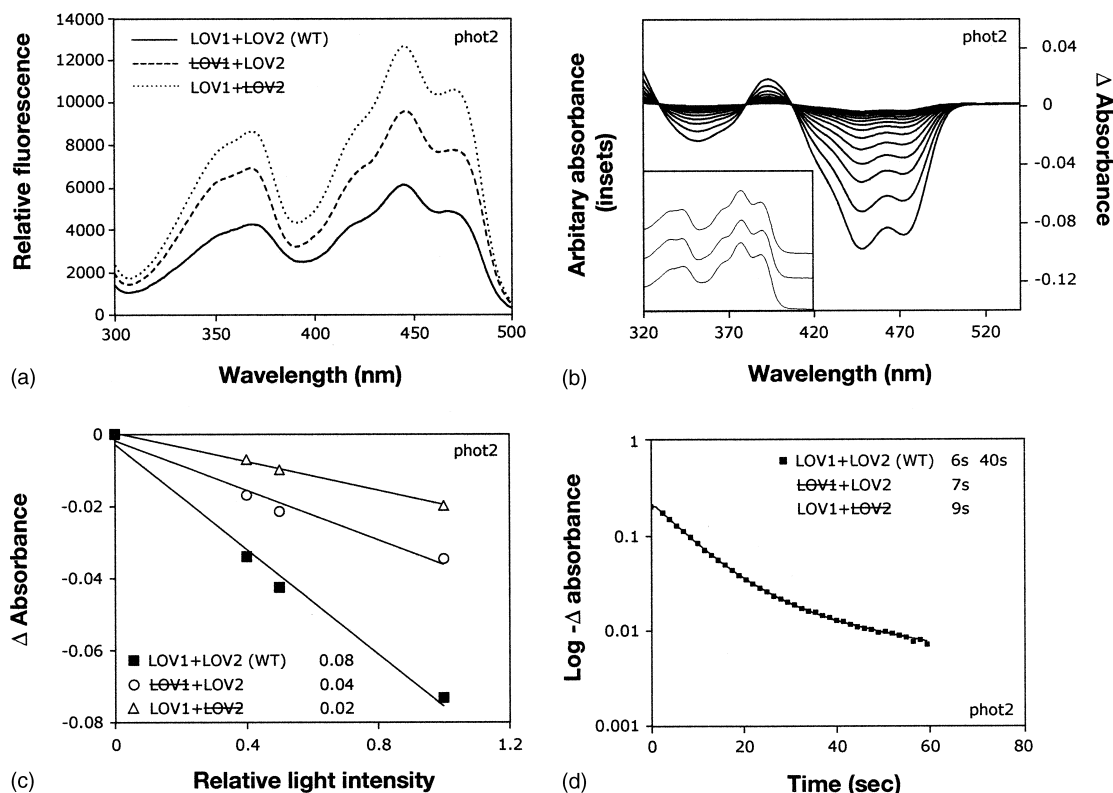 14000
12000
10000
8000
6000
4000
2000
0
300
350
400
450
500
Relative fluorescence
Wavelength (nm)
LOV1+LOV2 (WT)
LOV1+LOV2
LOV1+LOV2
phot2
(a)
phot2
0.04
0
-0.04
-0.08
-0.12
320
370
420
470
520
Arbitary absorbance
(insets)
Δ Absorbance
Wavelength (nm)
(b)
0
-0.02
-0.04
-0.06
-0.08
0
0.4
0.8
1.2
phot2
Δ Absorbance
LOV1+LOV2 (WT) 0.08
LOV1+LOV2 0.04
LOV1+LOV2 0.02
Relative light intensity
(c)
1
0.1
0.01
0.001
0
20
40
60
80
LOV1+LOV2 (WT) 6s 40s
LOV1+LOV2 7s
LOV1+LOV2 9s
Log -Δ absorbance
phot2
Time (sec)
(d)